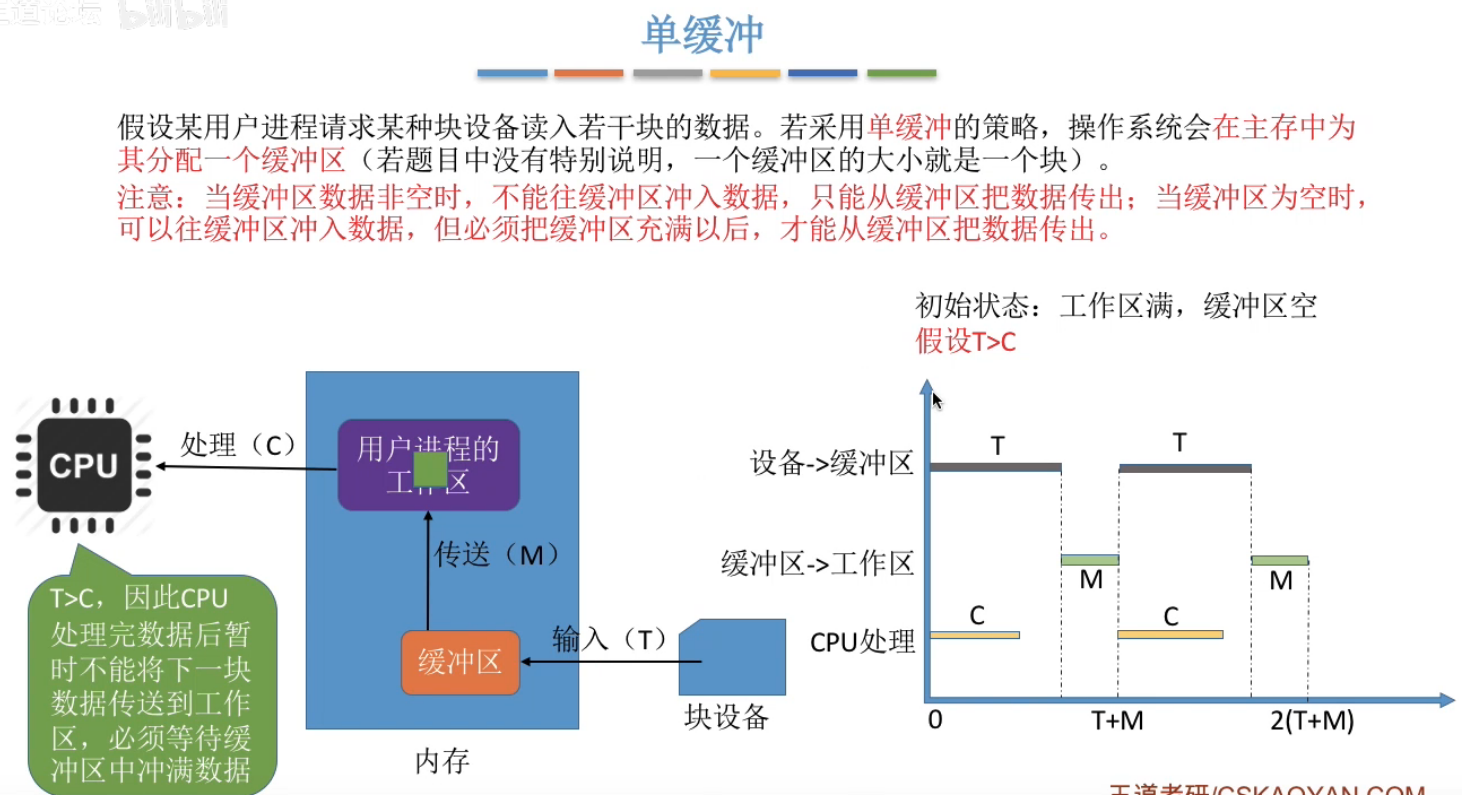 王道论坛 bilibili
单缓冲
假设某用户进程请求某种块设备读入若干块的数据。若采用单缓冲的策略，操作系统会在主存中为
其分配一个缓冲区（若题目中没有特别说明，一个缓冲区的大小就是一个块）。
注意：当缓冲区数据非空时，不能往缓冲区冲入数据，只能从缓冲区把数据传出；当缓冲区为空时，
可以往缓冲区冲入数据，但必须把缓冲区充满以后，才能从缓冲区把数据传出。
初始状态：工作区满，缓冲区空
假设T>C
CPU
处理（C）
用户进程的
工作区
传送（M）
缓冲区
输入（T）
块设备
内存
T>C，因此CPU
处理完数据后暂
时不能将下一块
数据传送到工作
区，必须等待缓
冲区中冲满数据
设备->缓冲区
T
T
缓冲区->工作区
M
M
CPU处理
C
C
0
T+M
2(T+M)
王道考研/CSKAOYAN.COM